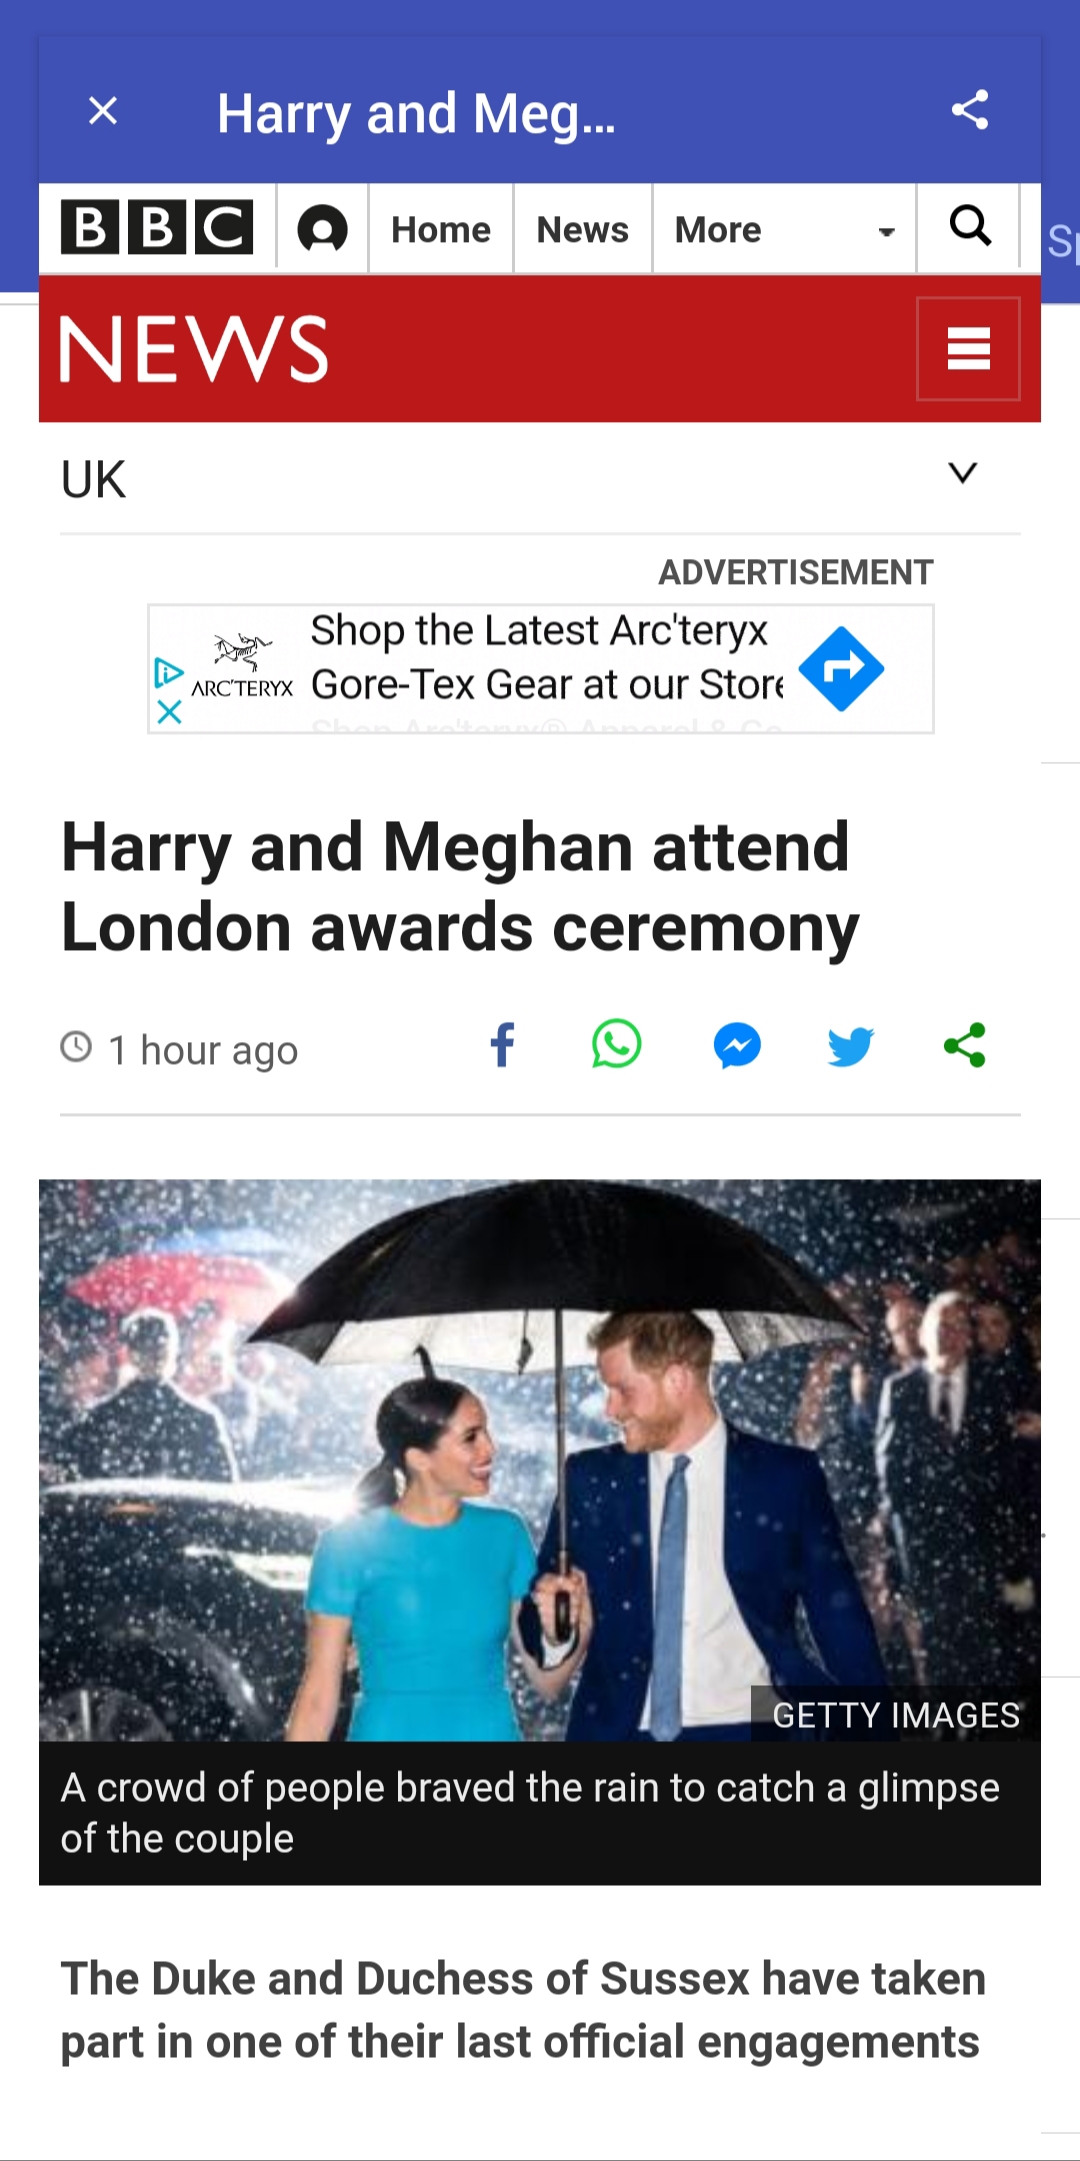 Harry and Meg...
BBC
Home
News
More
NEWS
UK
ADVERTISEMENT
ARC'TERYX
Shop the Latest Arc'teryx
Gore-Tex Gear at our Store
Harry and Meghan attend
London awards ceremony
1 hour ago
GETTY IMAGES
A crowd of people braved the rain to catch a glimpse
of the couple
The Duke and Duchess of Sussex have taken
part in one of their last official engagements